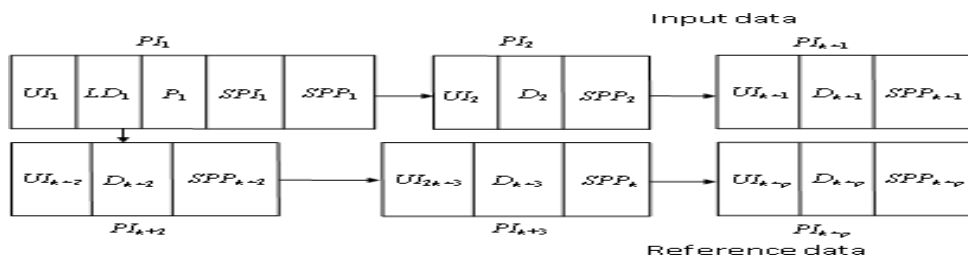 Input data
PI₁ PI₂ PIₖ₊₁
UI₁ LD₁ P₁ SPI₁ SPP₁ UI₂ D₂ SPP₂ UIₖ₊₁ Dₖ₊₁ SPPₖ₊₁
UIₖ₊₂ Dₖ₊₂ SPPₖ₊₂ UI₂ₖ₊₃ Dₖ₊₃ SPPₖ UIₖ₊ₚ Dₖ₊ₚ SPPₖ₊ₚ
PIₖ₊₂ PIₖ₊₃ PIₖ₊ₚ
Reference data